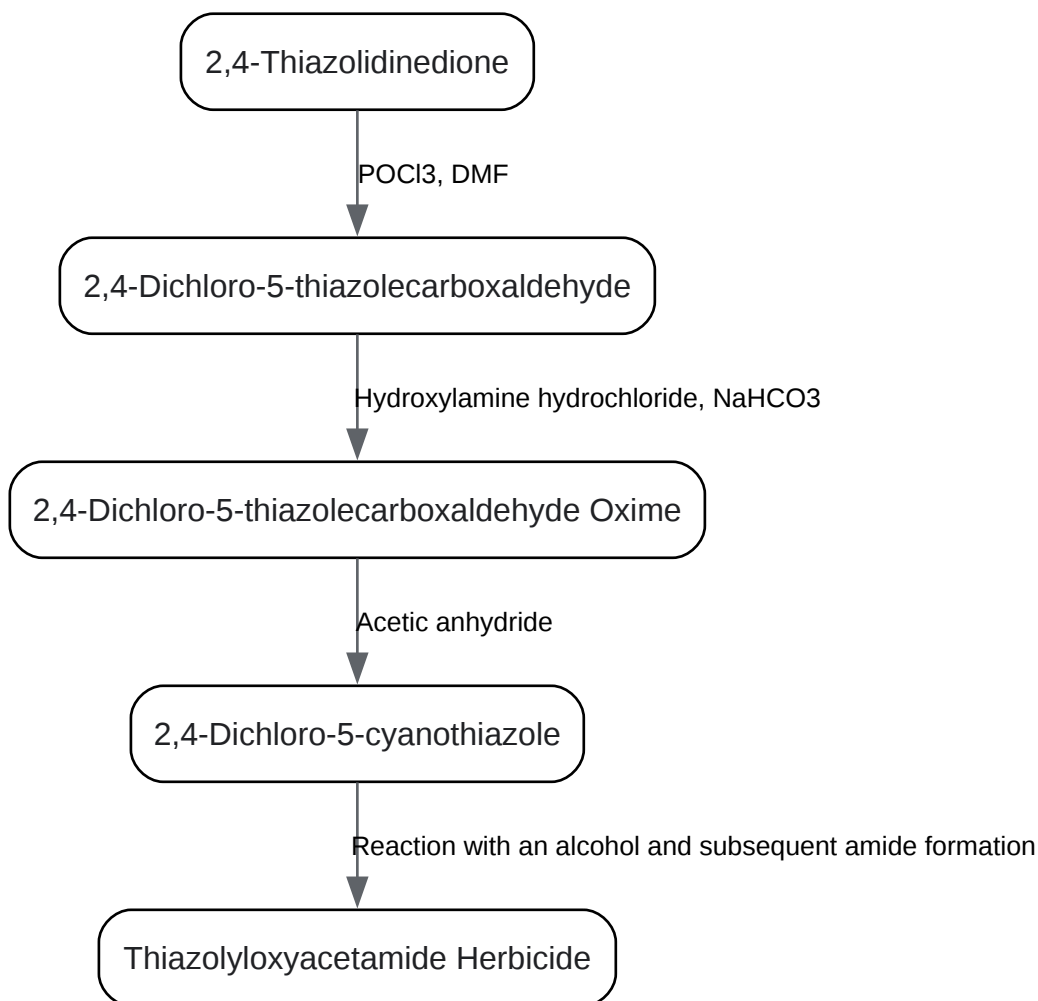 2,4-Thiazolidinedione
POCl3, DMF
2,4-Dichloro-5-thiazolecarboxaldehyde
Hydroxylamine hydrochloride, NaHCO3
2,4-Dichloro-5-thiazolecarboxaldehyde Oxime
Acetic anhydride
2,4-Dichloro-5-cyanothiazole
Reaction with an alcohol and subsequent amide formation
Thiazolyloxyacetamide Herbicide